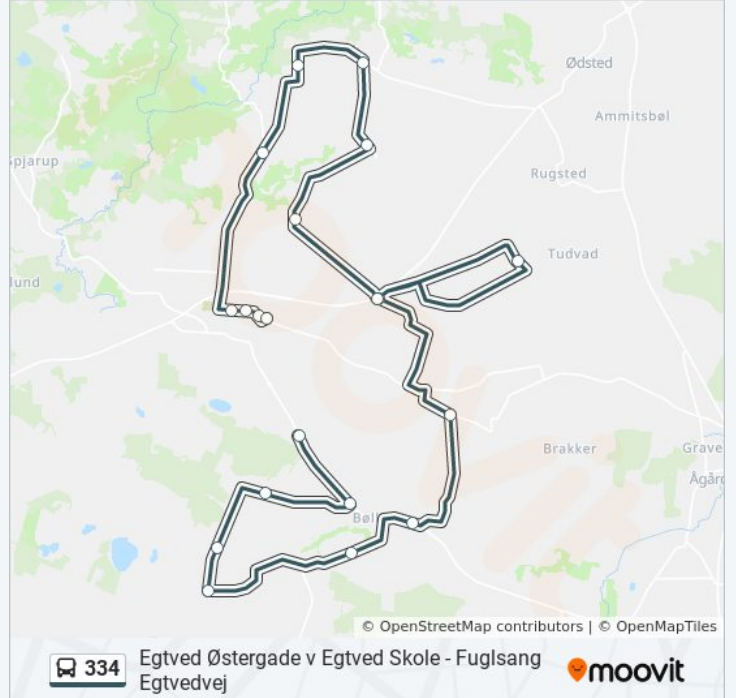 Ødsted
Ammitsbøl
Spjarup
Rugsted
Tudvad
lund
Brakker
Grave
Ågård
Bøl
© OpenStreetMap contributors | © OpenMapTiles
334
Egtved Østergade v Egtved Skole - Fuglsang
Egtvedvej
moovit